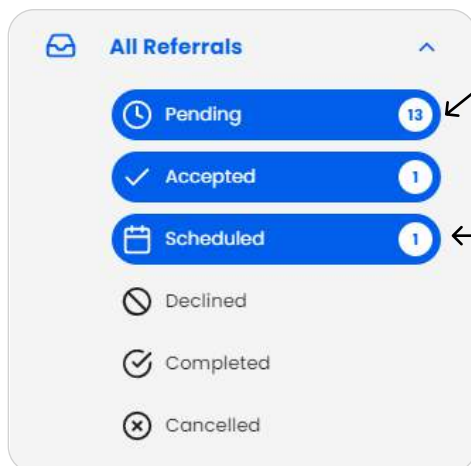 All Referrals
Pending 13
Accepted 1
Scheduled 1
Declined
Completed
Cancelled